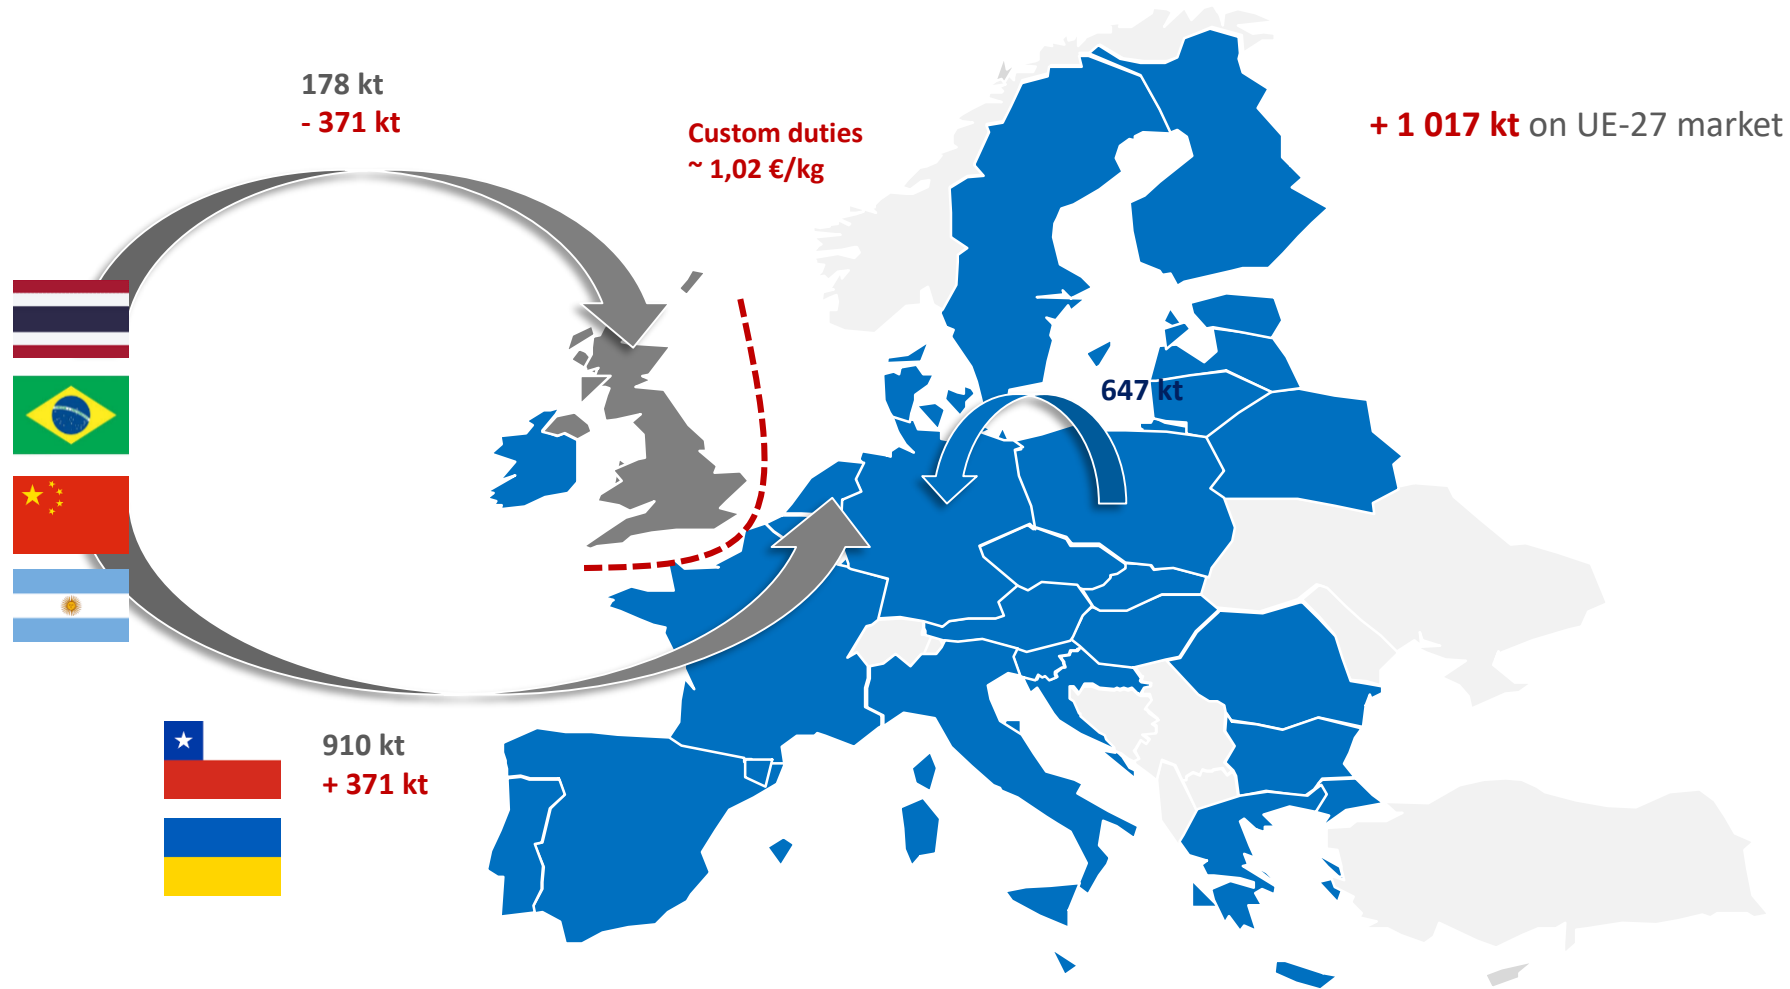 178 kt
- 371 kt
Custom duties
~ 1,02 €/kg
+ 1 017 kt on UE-27 market
647 kt
910 kt
+ 371 kt